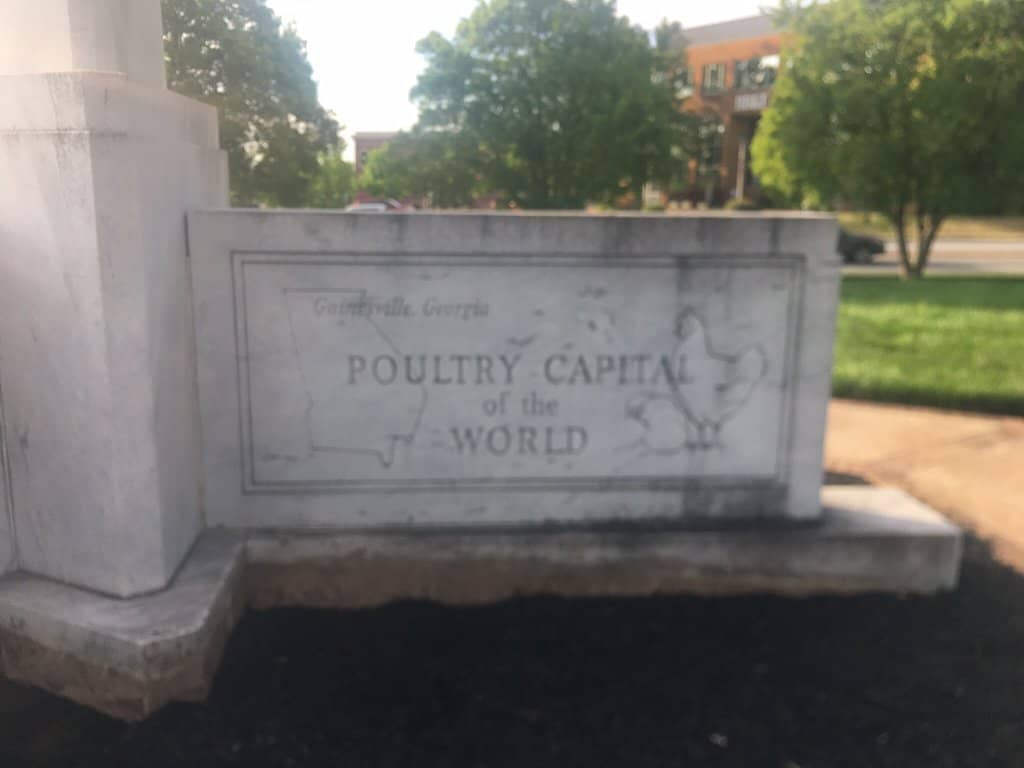 Gainesville, Georgia
POULTRY CAPITAL
of the
WORLD